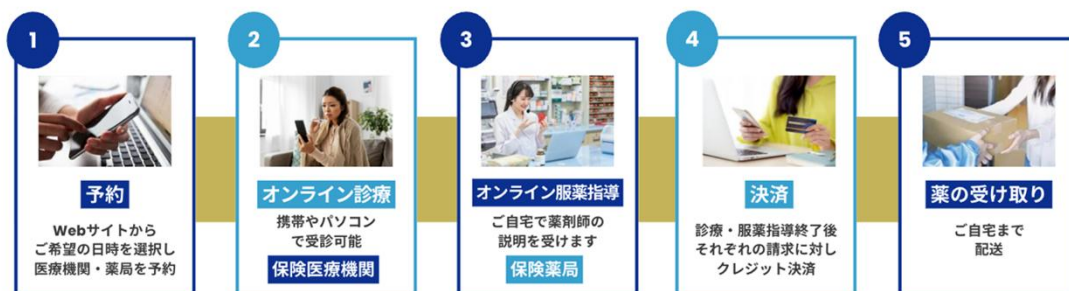 1
予約
Webサイトから
ご希望の日時を選択し
医療機関・薬局を予約
2
オンライン診療
携帯やパソコン
で受診可能
保険医療機関
3
オンライン服薬指導
ご自宅で薬剤師の
説明を受けます
保険薬局
4
決済
診療・服薬指導終了後
それぞれの請求に対し
クレジット決済
5
薬の受け取り
ご自宅まで
配送